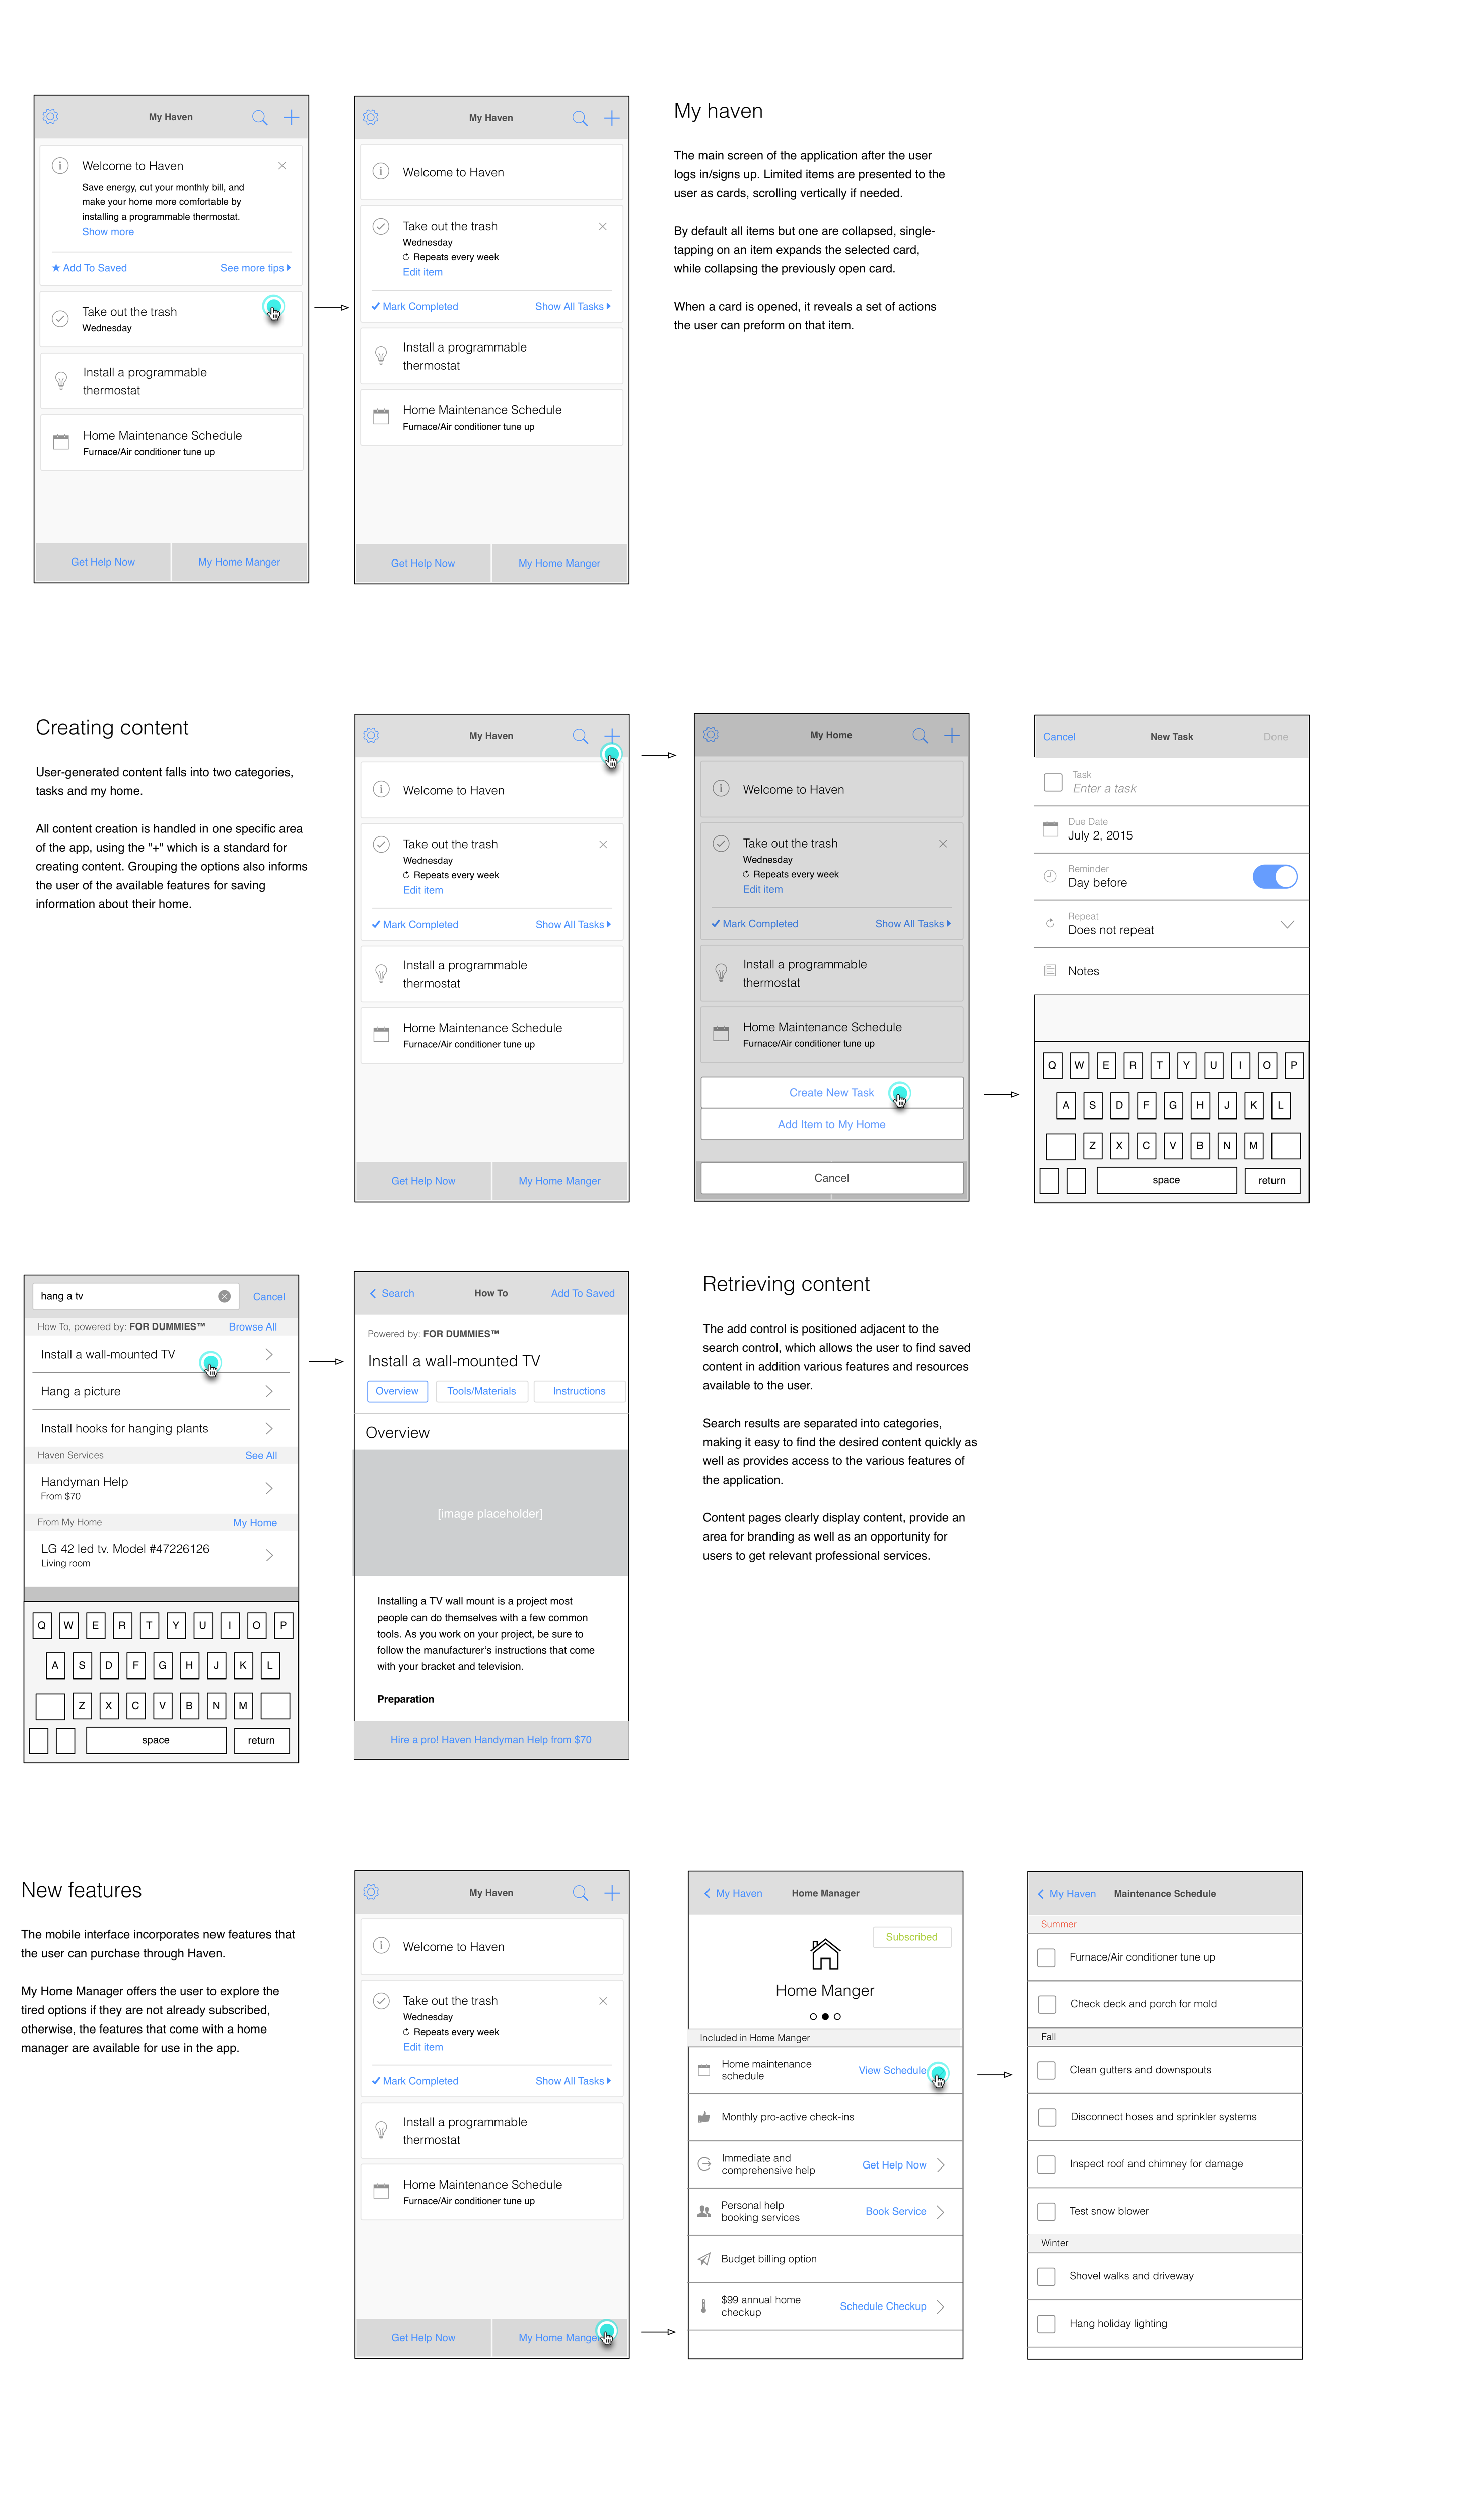 My Haven
Welcome to Haven
Save energy, cut your monthly bill, and
make your home more comfortable by
installing a programmable thermostat.
Show more
Add To Saved
See more tips
Take out the trash
Wednesday
Install a programmable
thermostat
Home Maintenance Schedule
Furnace/Air conditioner tune up
Get Help Now
My Home Manger
My Haven
Welcome to Haven
Take out the trash
Wednesday
Repeats every week
Edit item
Mark Completed
Show All Tasks
Install a programmable
thermostat
Home Maintenance Schedule
Furnace/Air conditioner tune up
Get Help Now
My Home Manger
My haven
The main screen of the application after the user
logs in/signs up. Limited items are presented to the
user as cards, scrolling vertically if needed.
By default all items but one are collapsed, single-
tapping on an item expands the selected card,
while collapsing the previously open card.
When a card is opened, it reveals a set of actions
the user can preform on that item.
Creating content
User-generated content falls into two categories,
tasks and my home.
All content creation is handled in one specific area
of the app, using the "+" which is a standard for
creating content. Grouping the options also informs
the user of the available features for saving
information about their home.
My Haven
Welcome to Haven
Take out the trash
Wednesday
Repeats every week
Edit item
Mark Completed
Show All Tasks
Install a programmable
thermostat
Home Maintenance Schedule
Furnace/Air conditioner tune up
Get Help Now
My Home Manger
My Home
Welcome to Haven
Take out the trash
Wednesday
Repeats every week
Edit item
Mark Completed
Show All Tasks
Install a programmable
thermostat
Home Maintenance Schedule
Furnace/Air conditioner tune up
Create New Task
Add Item to My Home
Cancel
Cancel
New Task
Done
Task
Enter a task
Due Date
July 2, 2015
Reminder
Day before
Repeat
Does not repeat
Notes
Q W E R T Y U I O P
A S D F G H J K L
Z X C V B N M
space
return
hang a tv
Cancel
How To, powered by: FOR DUMMIES™
Browse All
Install a wall-mounted TV
Hang a picture
Install hooks for hanging plants
Haven Services
See All
Handyman Help
From $70
From My Home
My Home
LG 42 led tv. Model #47226126
Living room
Q W E R T Y U I O P
A S D F G H J K L
Z X C V B N M
space
return
Search
How To
Add To Saved
Powered by: FOR DUMMIES™
Install a wall-mounted TV
Overview
Tools/Materials
Instructions
Overview
[image placeholder]
Installing a TV wall mount is a project most
people can do themselves with a few common
tools. As you work on your project, be sure to
follow the manufacturer's instructions that come
with your bracket and television.
Preparation
Hire a pro! Haven Handyman Help from $70
Retrieving content
The add control is positioned adjacent to the
search control, which allows the user to find saved
content in addition various features and resources
available to the user.
Search results are separated into categories,
making it easy to find the desired content quickly as
well as provides access to the various features of
the application.
Content pages clearly display content, provide an
area for branding as well as an opportunity for
users to get relevant professional services.
New features
The mobile interface incorporates new features that
the user can purchase through Haven.
My Home Manager offers the user to explore the
tired options if they are not already subscribed,
otherwise, the features that come with a home
manager are available for use in the app.
My Haven
Welcome to Haven
Take out the trash
Wednesday
Repeats every week
Edit item
Mark Completed
Show All Tasks
Install a programmable
thermostat
Home Maintenance Schedule
Furnace/Air conditioner tune up
Get Help Now
My Home Manger
My Haven
Home Manager
Subscribed
Home Manger
Included in Home Manger
Home maintenance
schedule
View Schedule
Monthly pro-active check-ins
Immediate and
comprehensive help
Get Help Now
Personal help
booking services
Book Service
Budget billing option
$99 annual home
checkup
Schedule Checkup
My Haven
Maintenance Schedule
Summer
Furnace/Air conditioner tune up
Check deck and porch for mold
Fall
Clean gutters and downspouts
Disconnect hoses and sprinkler systems
Inspect roof and chimney for damage
Test snow blower
Winter
Shovel walks and driveway
Hang holiday lighting